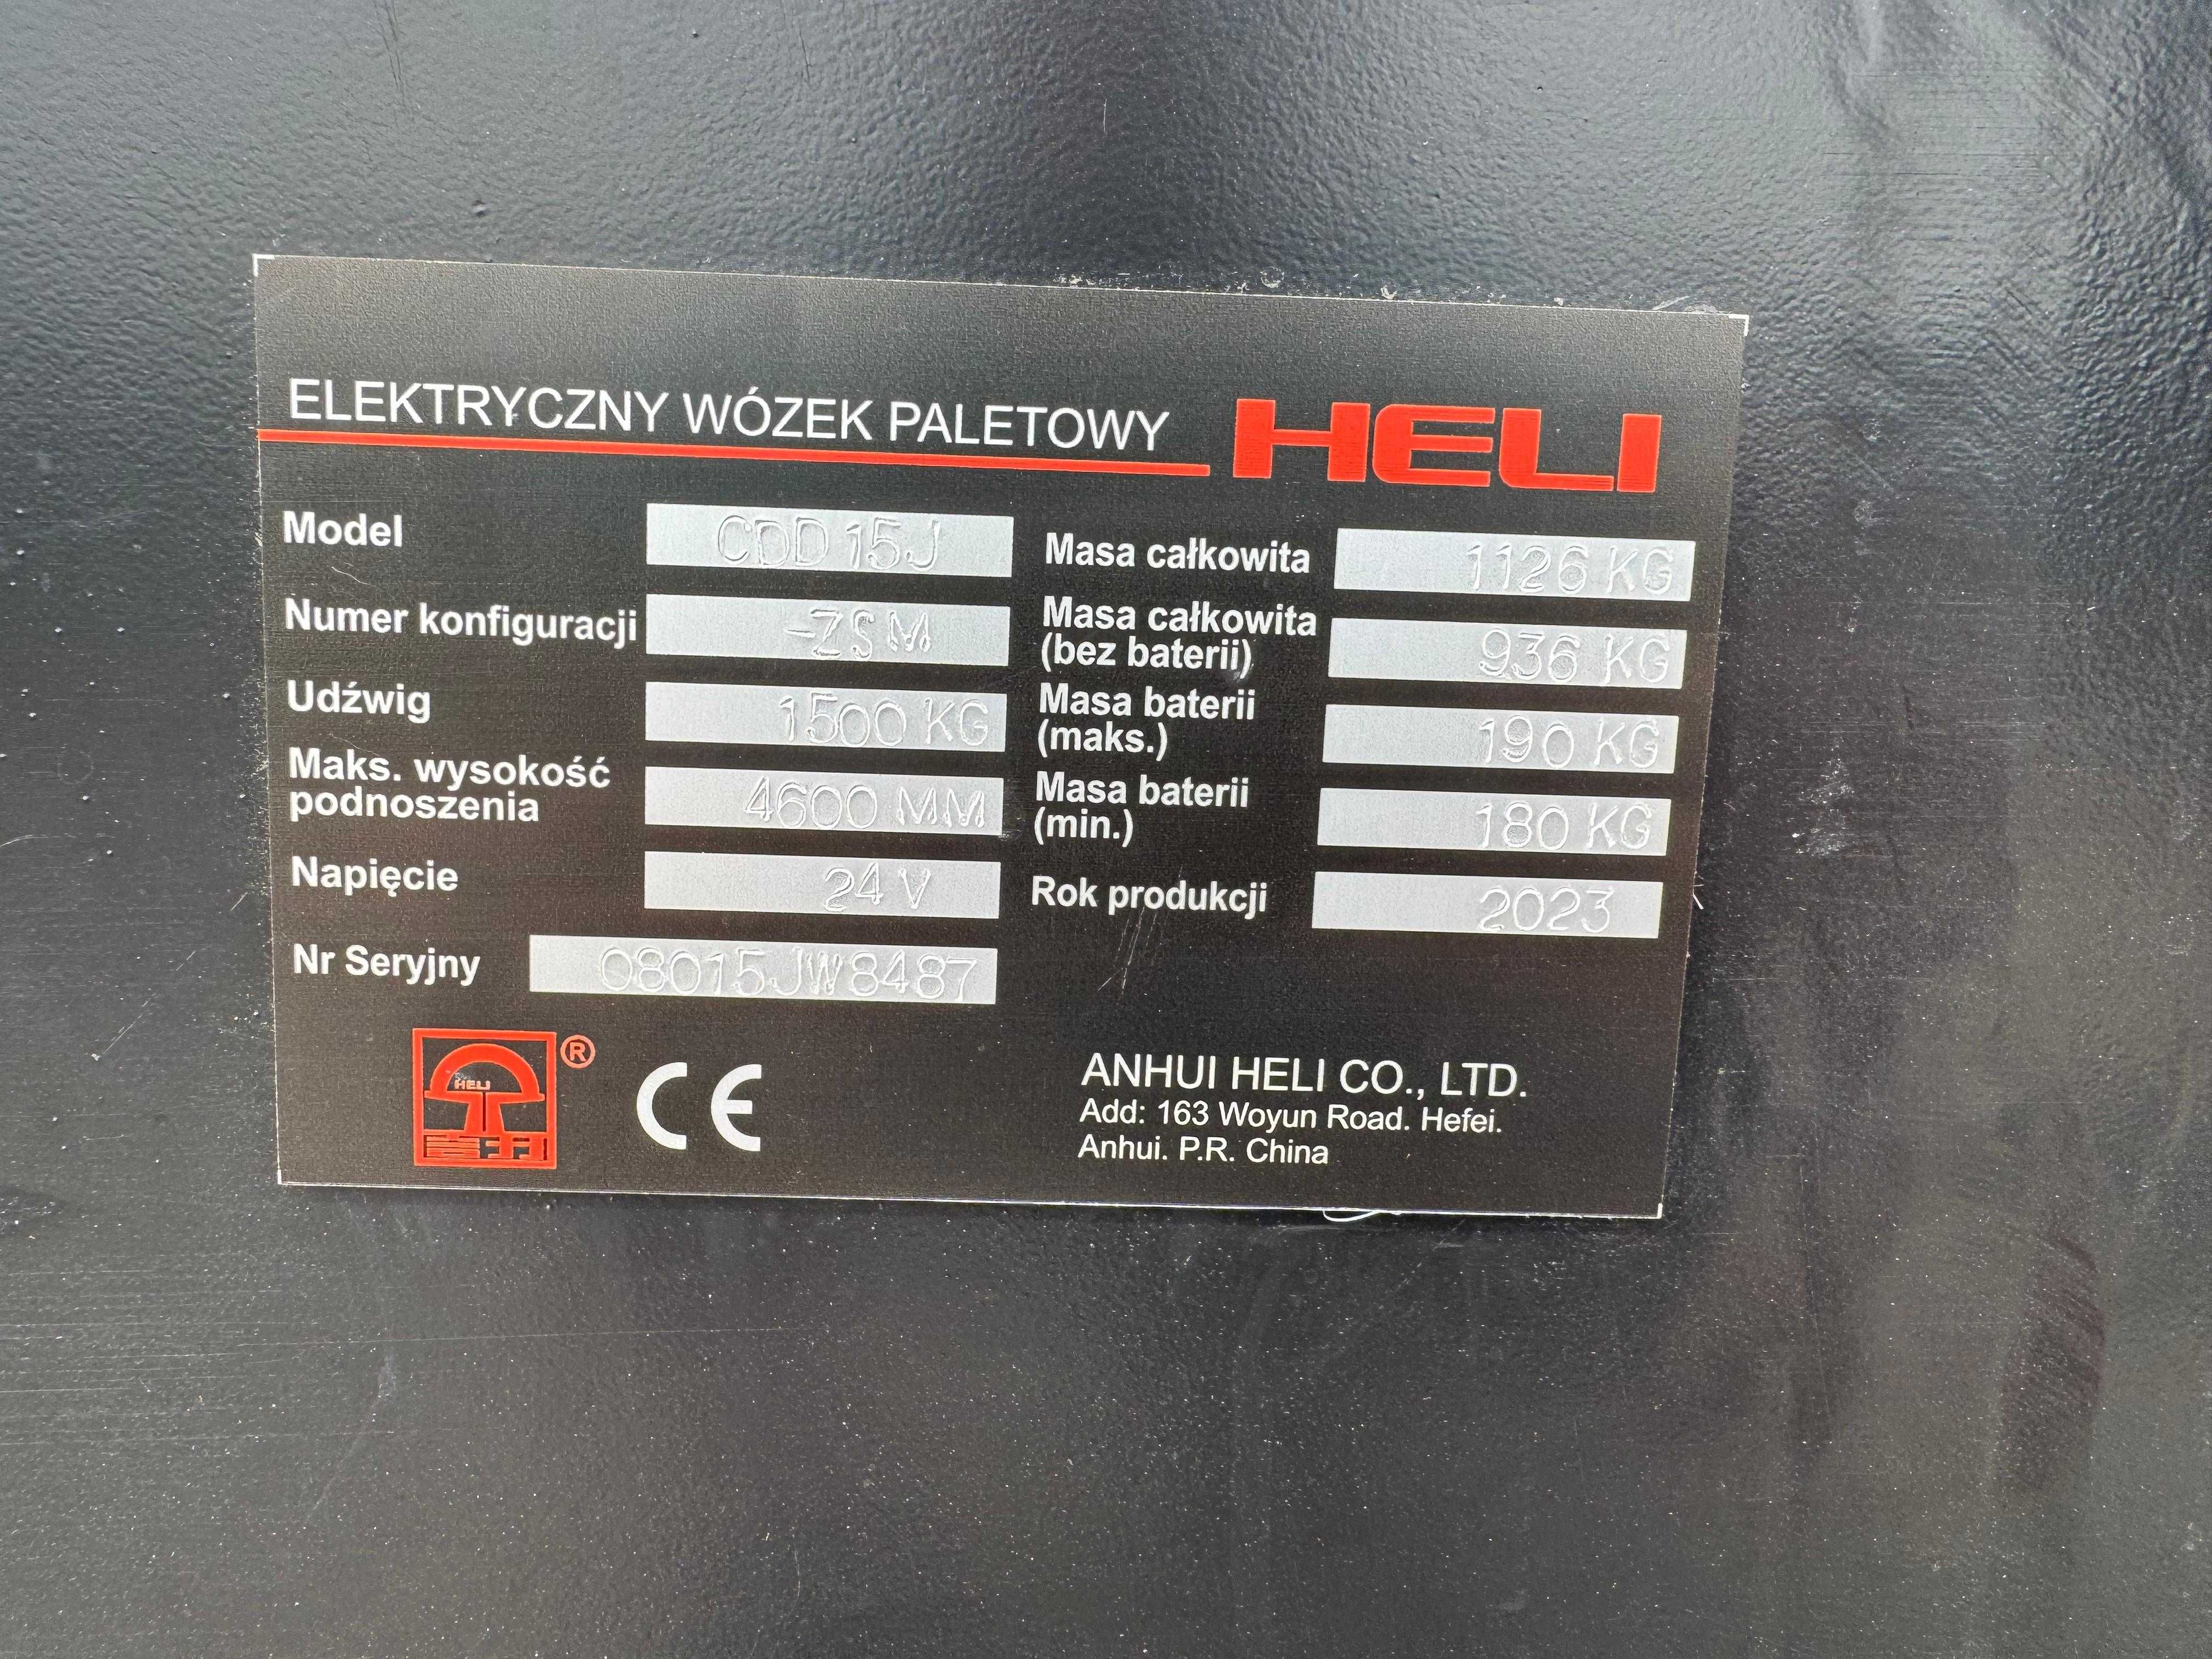 ELEKTRYCZNY WÓZEK PALETOWY HELI
Model CDD15J
Numer konfiguracji -ZSM
Udźwig 1500 KG
Maks. wysokość
podnoszenia 4600 MM
Napięcie 24 V
Nr Seryjny 08015JW8487
Masa całkowita 1126 KG
Masa całkowita
(bez baterii) 936 KG
Masa baterii
(maks.) 190 KG
Masa baterii
(min.) 180 KG
Rok produkcji 2023
HELI
®
CE
ANHUI HELI CO., LTD.
Add: 163 Woyun Road. Hefei.
Anhui. P.R. China